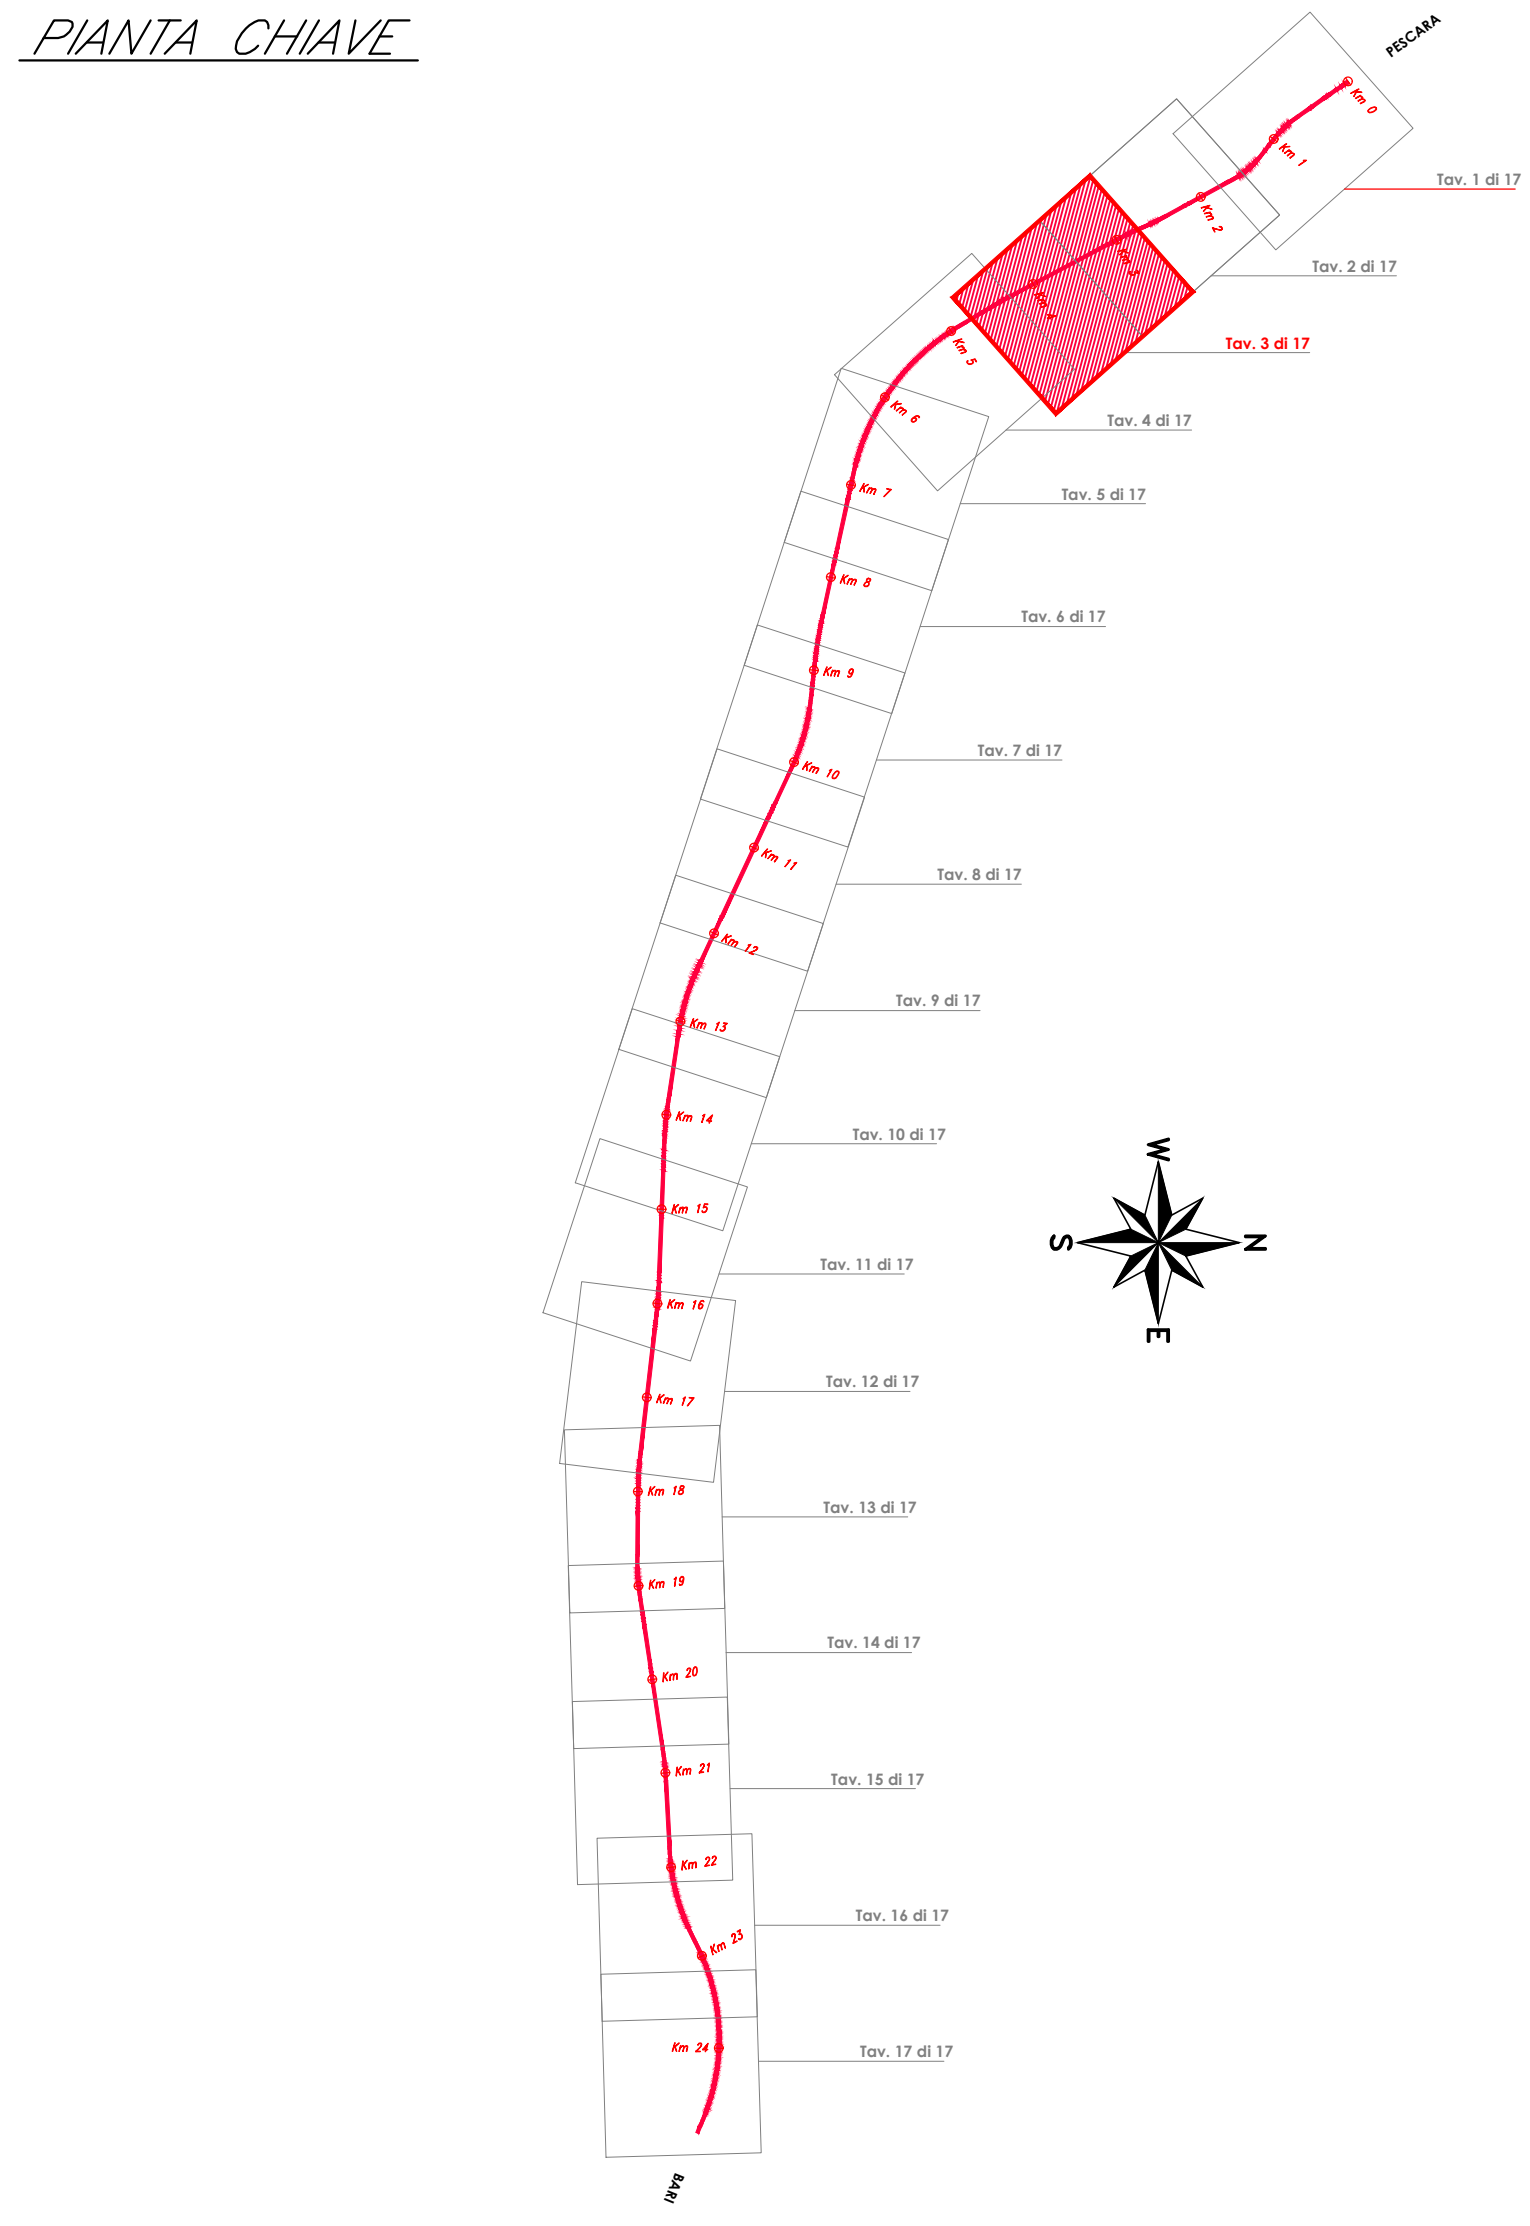 PIANTA CHIAVE
PESCARA
Km 0
Km 1
Tav. 1 di 17
Km 2
Tav. 2 di 17
Km 3
Km 4
Tav. 3 di 17
Km 5
Km 6
Tav. 4 di 17
Km 7
Tav. 5 di 17
Km 8
Tav. 6 di 17
Km 9
Tav. 7 di 17
Km 10
Km 11
Tav. 8 di 17
Km 12
Tav. 9 di 17
Km 13
Km 14
Tav. 10 di 17
W
Km 15
S
N
Tav. 11 di 17
Km 16
E
Tav. 12 di 17
Km 17
Km 18
Tav. 13 di 17
Km 19
Tav. 14 di 17
Km 20
Km 21
Tav. 15 di 17
Km 22
Tav. 16 di 17
Km 23
Km 24
Tav. 17 di 17
BARI